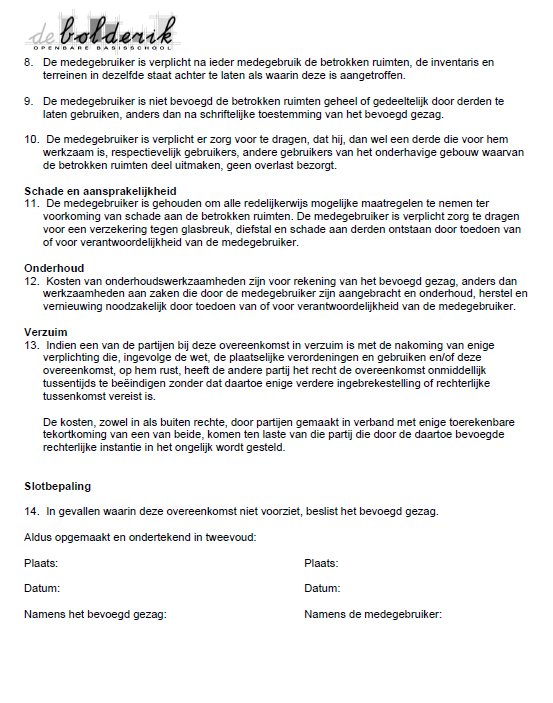 de bolderik
OPENBARE BASISSCHOOL
8. De medegebruiker is verplicht na ieder medegebruik de betrokken ruimten, de inventaris en
terreinen in dezelfde staat achter te laten als waarin deze is aangetroffen.
9. De medegebruiker is niet bevoegd de betrokken ruimten geheel of gedeeltelijk door derden te
laten gebruiken, anders dan na schriftelijke toestemming van het bevoegd gezag.
10. De medegebruiker is verplicht er zorg voor te dragen, dat hij, dan wel een derde die voor hem
werkzaam is, respectievelijk gebruikers, andere gebruikers van het onderhavige gebouw waarvan
de betrokken ruimten deel uitmaken, geen overlast bezorgt.
Schade en aansprakelijkheid
11. De medegebruiker is gehouden om alle redelijkerwijs mogelijke maatregelen te nemen ter
voorkoming van schade aan de betrokken ruimten. De medegebruiker is verplicht zorg te dragen
voor een verzekering tegen glasbreuk, diefstal en schade aan derden ontstaan door toedoen van
of voor verantwoordelijkheid van de medegebruiker.
Onderhoud
12. Kosten van onderhoudswerkzaamheden zijn voor rekening van het bevoegd gezag, anders dan
werkzaamheden aan zaken die door de medegebruiker zijn aangebracht en onderhoud, herstel en
vernieuwing noodzakelijk door toedoen van of voor verantwoordelijkheid van de medegebruiker.
Verzuim
13. Indien een van de partijen bij deze overeenkomst in verzuim is met de nakoming van enige
verplichting die, ingevolge de wet, de plaatselijke verordeningen en gebruiken en/of deze
overeenkomst, op hem rust, heeft de andere partij het recht de overeenkomst onmiddellijk
tussentijds te beëindigen zonder dat daartoe enige verdere ingebrekestelling of rechterlijke
tussenkomst vereist is.
De kosten, zowel in als buiten rechte, door partijen gemaakt in verband met enige toerekenbare
tekortkoming van een van beide, komen ten laste van die partij die door de daartoe bevoegde
rechterlijke instantie in het ongelijk wordt gesteld.
Slotbepaling
14. In gevallen waarin deze overeenkomst niet voorziet, beslist het bevoegd gezag.
Aldus opgemaakt en ondertekend in tweevoud:
Plaats: Plaats:
Datum: Datum:
Namens het bevoegd gezag: Namens de medegebruiker: